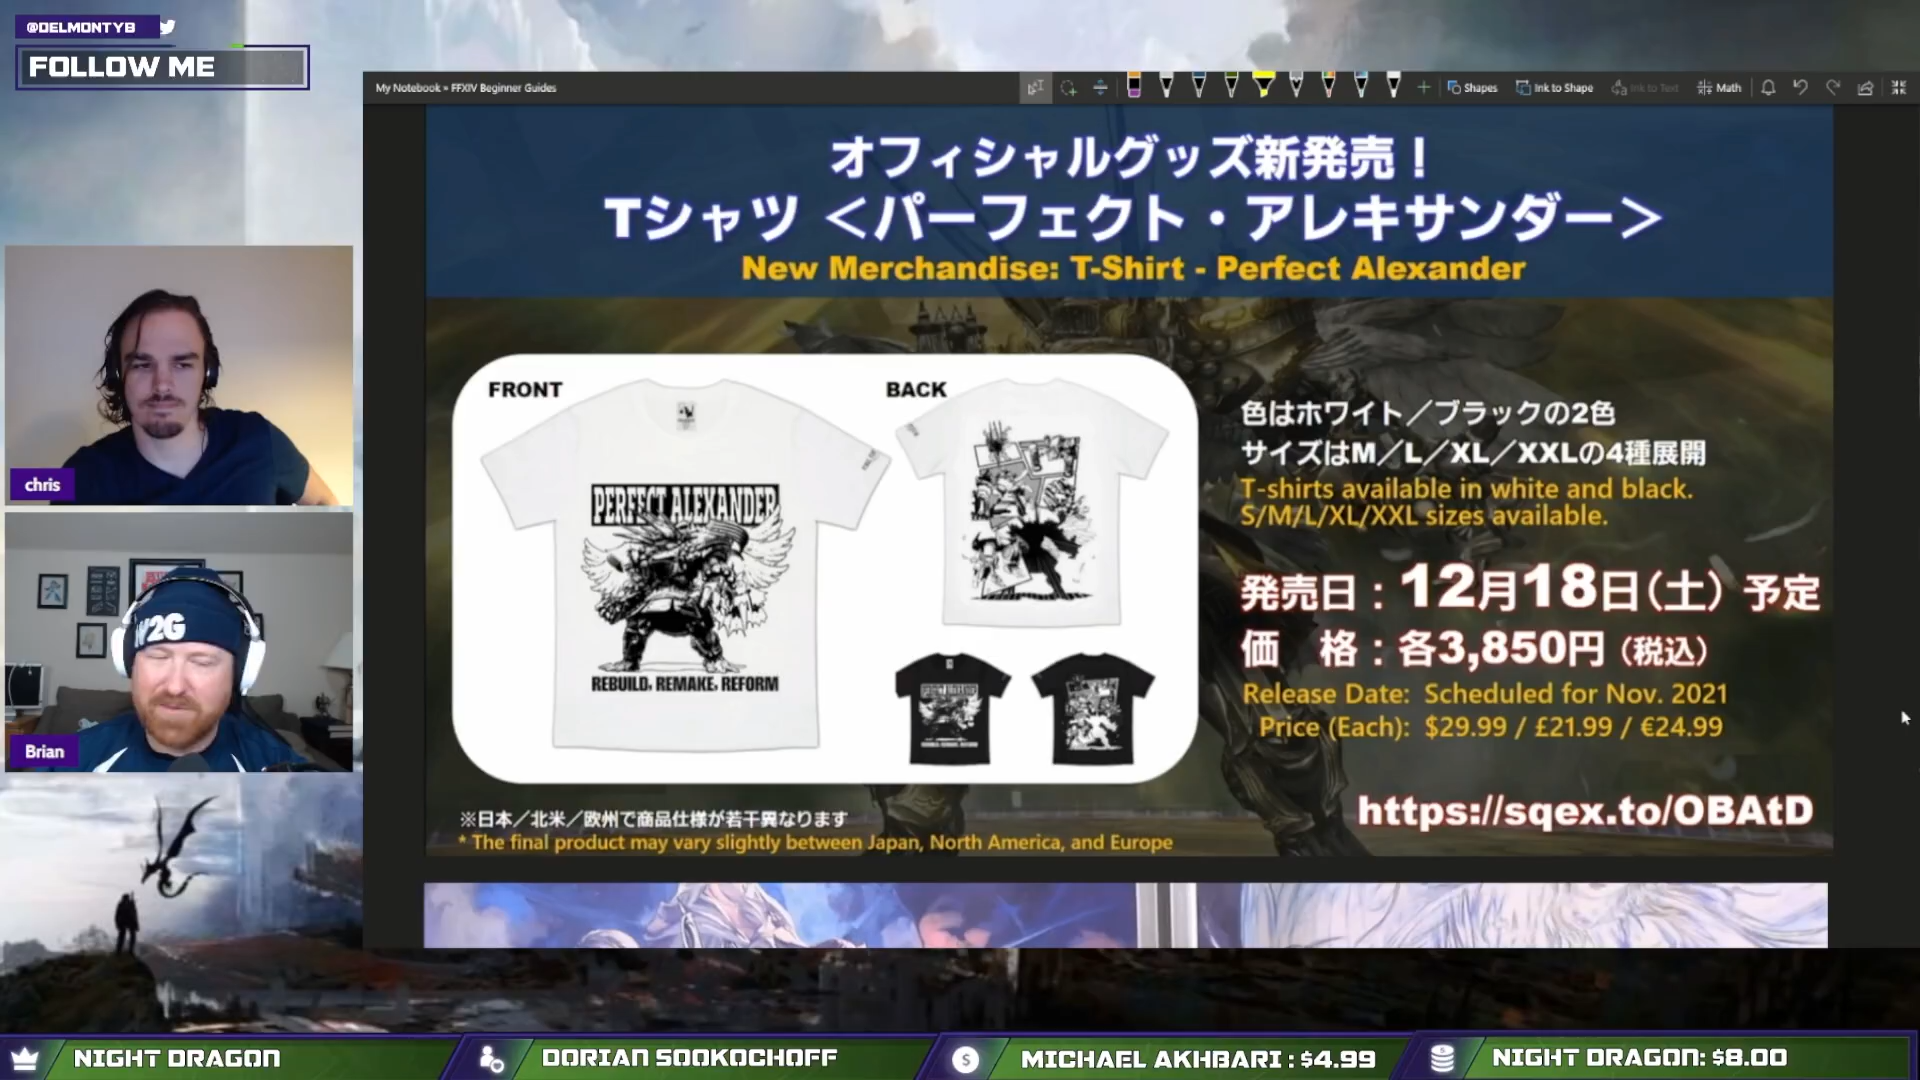 @DELMONTYB
FOLLOW ME
My Notebook » FFXIV Beginner Guides
Shapes
Ink to Shape
Ink to Text
Math
オフィシャルグッズ新発売！
Tシャツ ＜パーフェクト・アレキサンダー＞
New Merchandise: T-Shirt - Perfect Alexander
FRONT
BACK
PERFECT ALEXANDER
REBUILD, REMAKE, REFORM
色はホワイト／ブラックの2色
サイズはM／L／XL／XXLの4種展開
T-shirts available in white and black.
S/M/L/XL/XXL sizes available.
発売日：12月18日（土）予定
価　格：各3,850円（税込）
Release Date: Scheduled for Nov. 2021
Price (Each): $29.99 / £21.99 / €24.99
https://sqex.to/OBAtD
※日本／北米／欧州で商品仕様が若干異なります
* The final product may vary slightly between Japan, North America, and Europe
chris
W2G
Brian
NIGHT DRAGON
DORIAN SOOKOCHOFF
MICHAEL AKHBARI : $4.99
NIGHT DRAGON: $8.00